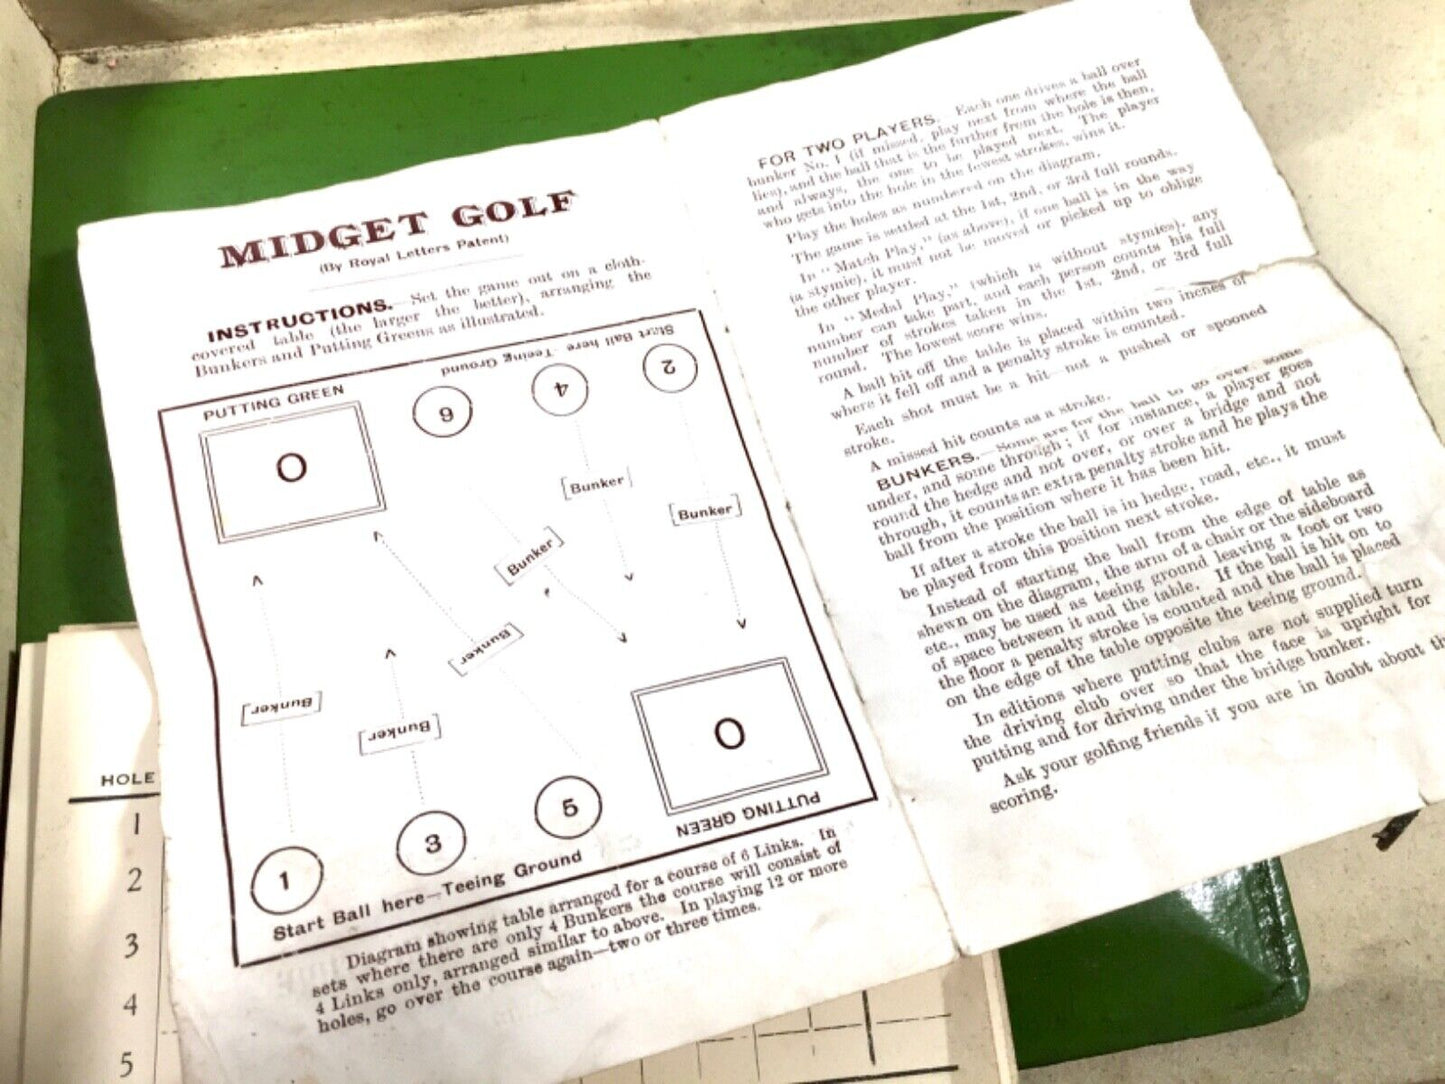 MIDGET GOLF
(By Royal Letters Patent)
INSTRUCTIONS.—Set the game out on a cloth-
covered table (the larger the better), arranging the
Bunkers and Putting Greens as illustrated.
Start Ball here—Teeing Ground
PUTTING GREEN
O
6
4
2
[Bunker]
[Bunker]
[Bunker]
[Bunker]
[Bunker]
[Bunker]
O
PUTTING GREEN
1
3
5
Start Ball here—Teeing Ground
Diagram showing table arranged for a course of 6 Links. In
sets where there are only 4 Bunkers the course will consist of
4 Links only, arranged similar to above. In playing 12 or more
holes, go over the course again—two or three times.
FOR TWO PLAYERS. Each one drives a ball over
bunker No. 1 (if missed, play next from where the ball
lies), and the ball that is the further from the hole is then,
and always, the one to be played next. The player
who gets into the hole in the fewest strokes, wins it.
Play the holes as numbered on the diagram.
The game is settled at the 1st, 2nd, or 3rd full rounds.
In "Match Play," (as above), if one ball is in the way
(a stymie), it must not be moved or picked up to oblige
the other player.
In "Medal Play," (which is without stymies), any
number can take part, and each person counts his full
number of strokes taken in the 1st, 2nd, or 3rd full
round. The lowest score wins.
A ball hit off the table is placed within two inches of
where it fell off and a penalty stroke is counted.
Each shot must be a hit—not a pushed or spooned
stroke.
A missed hit counts as a stroke.
BUNKERS.—Some are for the ball to go over some
under, and some through; if for instance, a player goes
round the hedge and not over, or over a bridge and not
through, it counts an extra penalty stroke and he plays the
ball from the position where it has been hit.
If after a stroke the ball is in hedge, road, etc., it must
be played from this position next stroke.
Instead of starting the ball from the edge of table as
shewn on the diagram, the arm of a chair or the sideboard
etc., may be used as teeing ground leaving a foot or two
of space between it and the table. If the ball is hit on to
the floor a penalty stroke is counted and the ball is placed
on the edge of the table opposite the teeing ground.
In editions where putting clubs are not supplied turn
the driving club over so that the face is upright for
putting and for driving under the bridge bunker.
Ask your golfing friends if you are in doubt about th
scoring.
HOLE
1
2
3
4
5